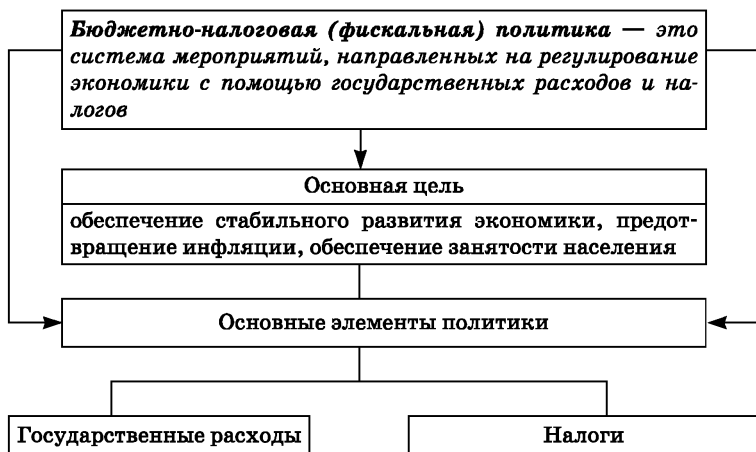 Бюджетно-налоговая (фискальная) политика — это
система мероприятий, направленных на регулирование
экономики с помощью государственных расходов и на-
логов
Основная цель
обеспечение стабильного развития экономики, предот-
вращение инфляции, обеспечение занятости населения
Основные элементы политики
Государственные расходы
Налоги